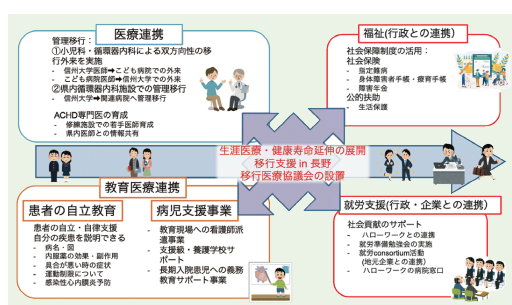 医療連携
管理移行：
①小児科・循環器内科による双方向性の移
行外来を実施
- 信州大学医師➡こども病院での外来
- こども病院医師➡信州大学での外来
②県内循環器内科施設での管理移行
- 信州大学➡関連病院へ管理移行
ACHD専門医の育成
- 修練施設での若手医師育成
- 県内医師との情報共有
福祉(行政との連携）
社会保障制度の活用：
社会保険
- 指定難病
- 身体障害者手帳・療育手帳
- 障害年金
公的扶助
- 生活保護
生涯医療・健康寿命延伸の展開
移行支援 in 長野
移行医療協議会の設置
教育医療連携
患者の自立教育
患者の自立・自律支援
自分の疾患を説明できる
- 病名・図
- 内服薬の効果・副作用
- 具合が悪い時の症状
- 運動制限について
- 感染性心内膜炎予防
病児支援事業
- 教育現場への看護師派
遣事業
- 支援級・養護学校サ
ポート
- 長期入院患児への義務
教育サポート事業
就労支援(行政・企業との連携）
社会貢献のサポート
- ハローワークとの連携
- 就労準備勉強会の実施
- 就労consortium活動
(地元企業との連携）
- ハローワークの病院窓口